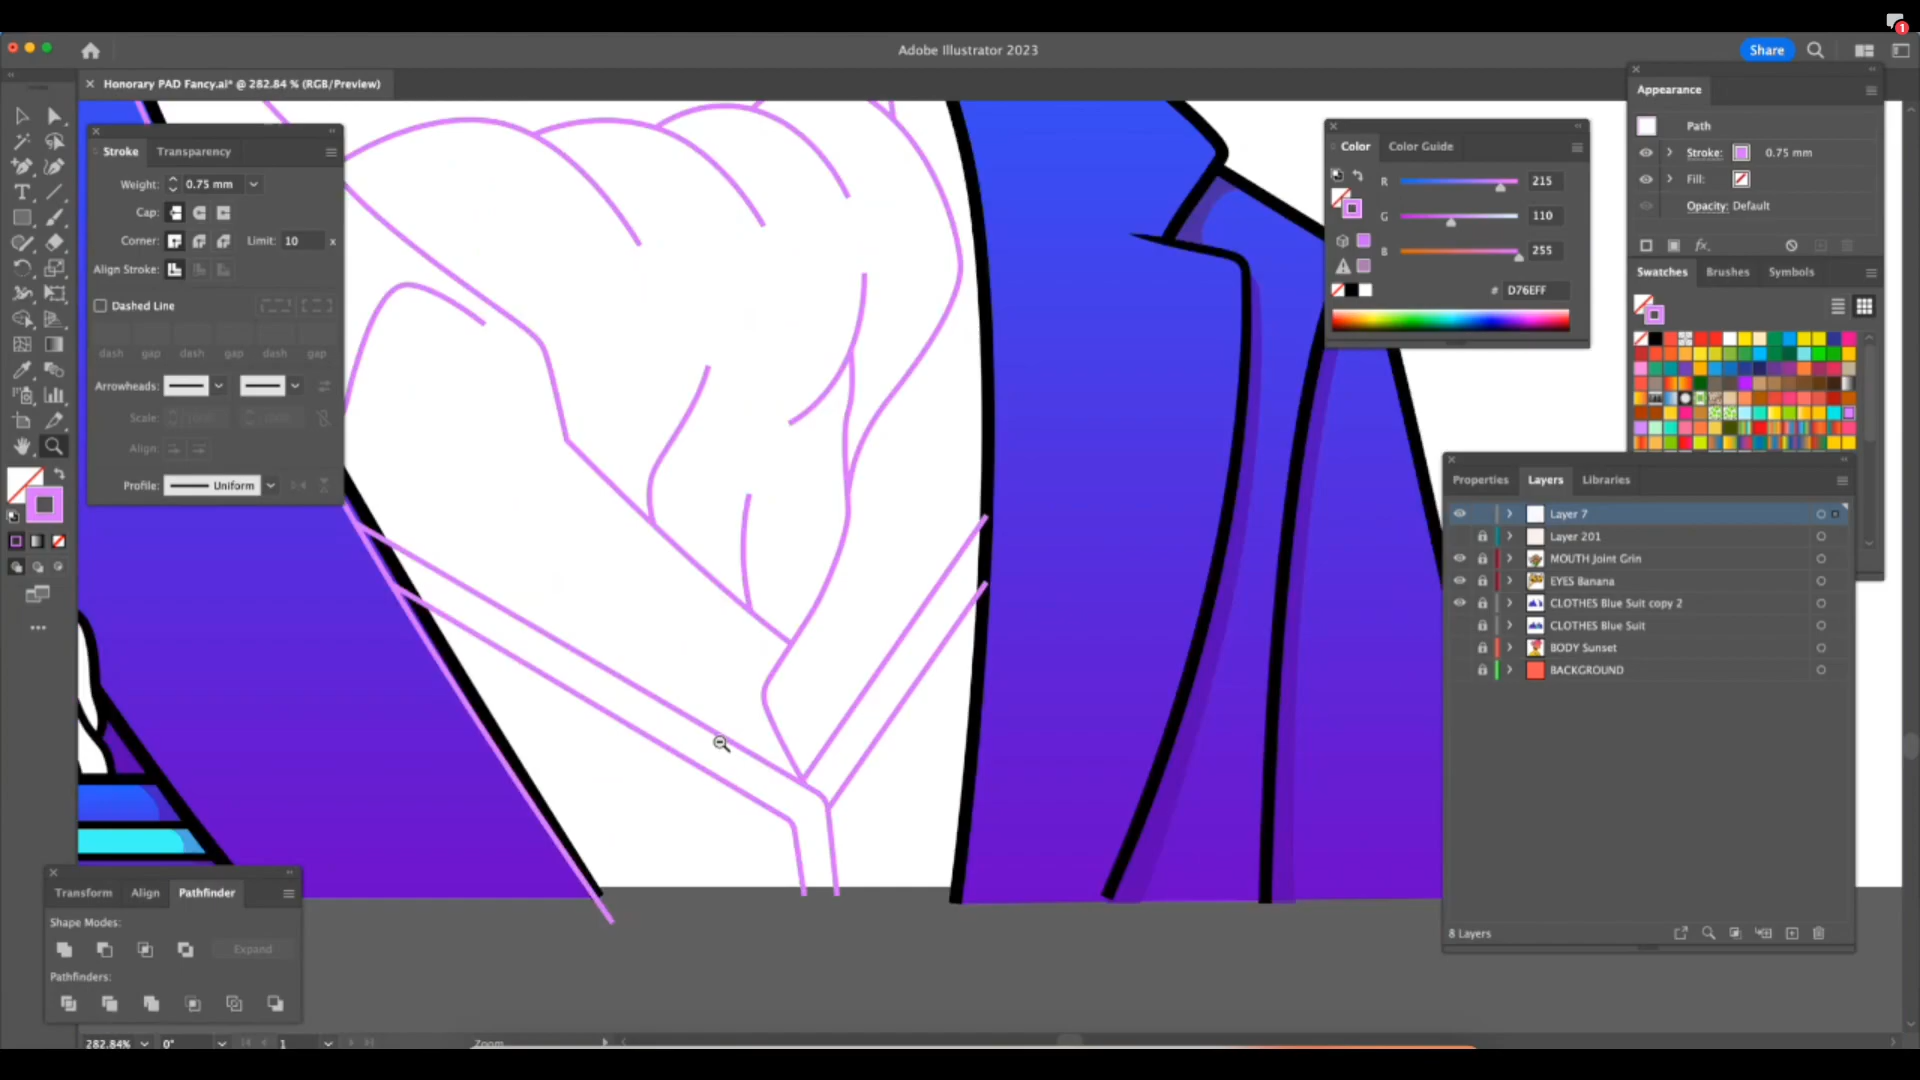 1
Adobe Illustrator 2023
Share
Honorary PAD Fancy.ai* @ 282.84 % (RGB/Preview)
Stroke
Transparency
Weight:
0.75 mm
Cap:
Corner:
Limit:
10
x
Align Stroke:
Dashed Line
dash
gap
dash
gap
dash
gap
Arrowheads:
Scale:
Align:
Profile:
Uniform
Transform
Align
Pathfinder
Shape Modes:
Expand
Pathfinders:
282.84%
0°
1
Zoom
Color
Color Guide
R
215
G
110
B
255
#
D76EFF
Appearance
Path
Stroke:
0.75 mm
Fill:
Opacity: Default
fx
Swatches
Brushes
Symbols
Properties
Layers
Libraries
Layer 7
Layer 201
MOUTH Joint Grin
EYES Banana
CLOTHES Blue Suit copy 2
CLOTHES Blue Suit
BODY Sunset
BACKGROUND
8 Layers